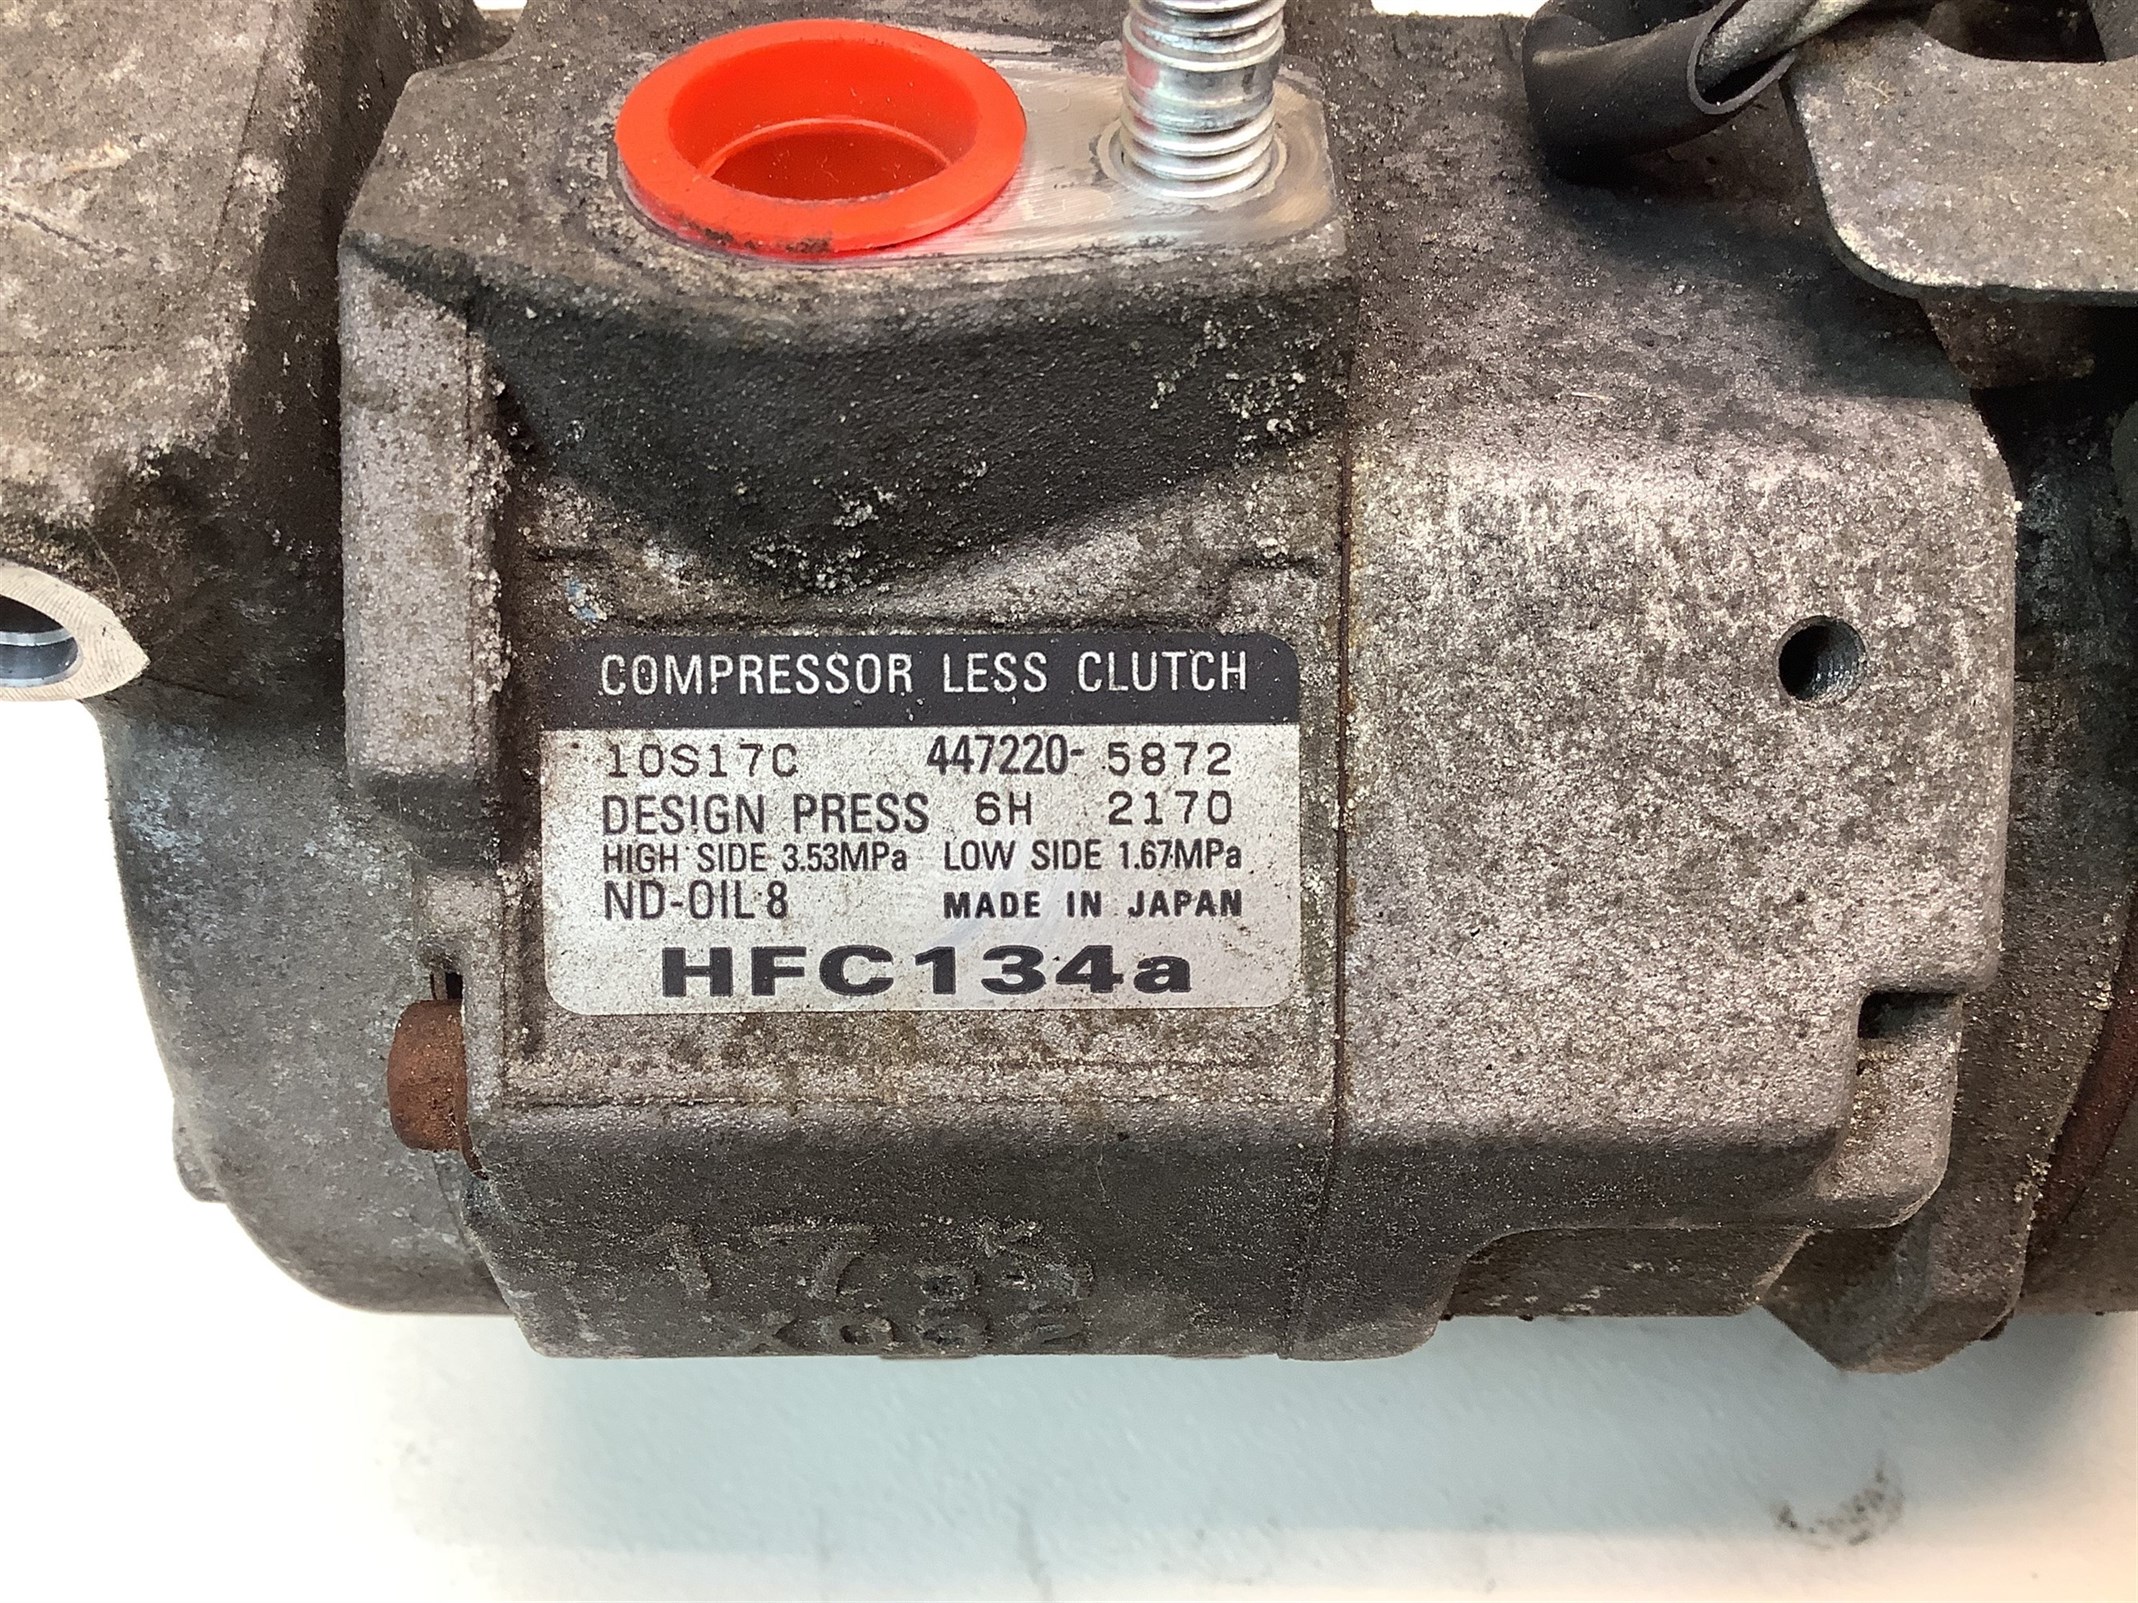 COMPRESSOR LESS CLUTCH
10S17C 447220-5872
DESIGN PRESS 6H 2170
HIGH SIDE 3.53MPa LOW SIDE 1.67MPa
ND-OIL 8 MADE IN JAPAN
HFC134a